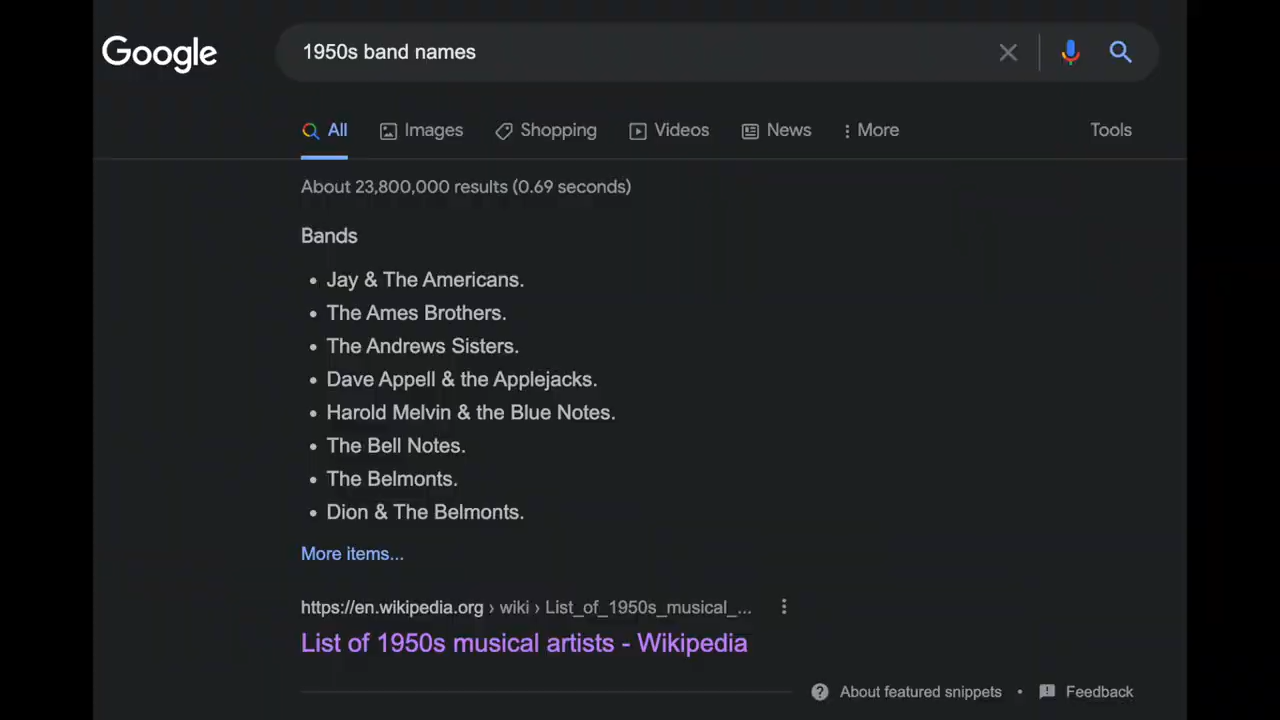 Google
1950s band names
All Images Shopping Videos News More Tools
About 23,800,000 results (0.69 seconds)
Bands
• Jay & The Americans.
• The Ames Brothers.
• The Andrews Sisters.
• Dave Appell & the Applejacks.
• Harold Melvin & the Blue Notes.
• The Bell Notes.
• The Belmonts.
• Dion & The Belmonts.
More items...
https://en.wikipedia.org › wiki › List_of_1950s_musical_...
List of 1950s musical artists - Wikipedia
About featured snippets • Feedback